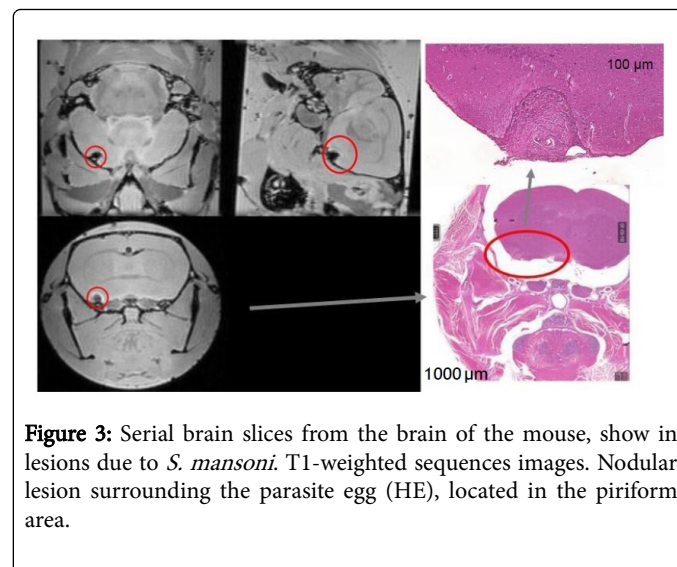 100 µm
1000 µm
Figure 3: Serial brain slices from the brain of the mouse, show in
lesions due to S. mansoni. T1-weighted sequences images. Nodular
lesion surrounding the parasite egg (HE), located in the piriform
area.